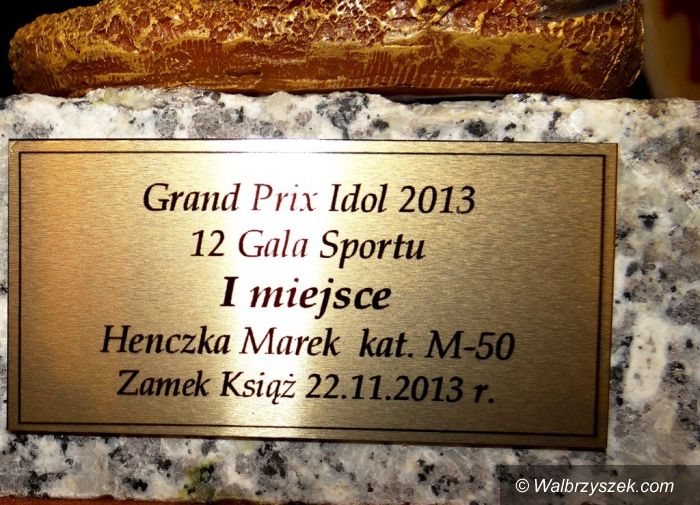 Grand Prix Idol 2013
12 Gala Sportu
I miejsce
Henczka Marek kat. M-50
Zamek Książ 22.11.2013 r.
© Walbrzyszek.com